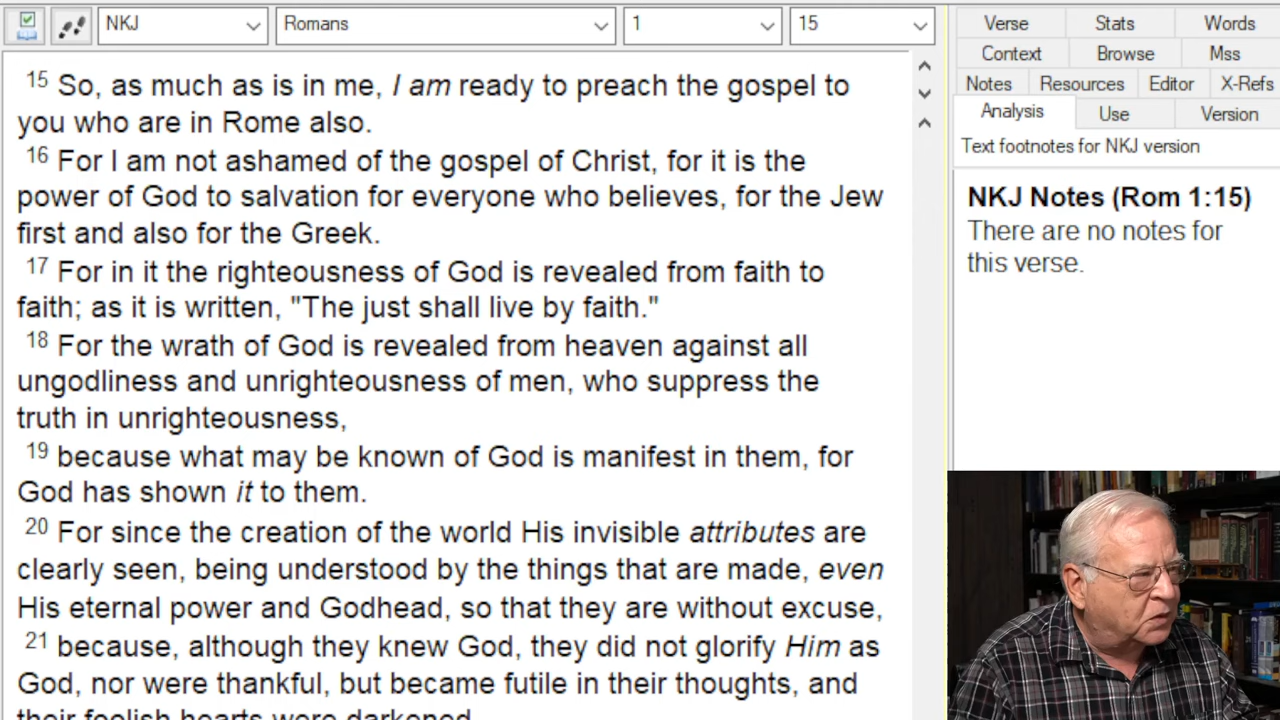 NKJ Romans 1 15
15 So, as much as is in me, I am ready to preach the gospel to
you who are in Rome also.
16 For I am not ashamed of the gospel of Christ, for it is the
power of God to salvation for everyone who believes, for the Jew
first and also for the Greek.
17 For in it the righteousness of God is revealed from faith to
faith; as it is written, "The just shall live by faith."
18 For the wrath of God is revealed from heaven against all
ungodliness and unrighteousness of men, who suppress the
truth in unrighteousness,
19 because what may be known of God is manifest in them, for
God has shown it to them.
20 For since the creation of the world His invisible attributes are
clearly seen, being understood by the things that are made, even
His eternal power and Godhead, so that they are without excuse,
21 because, although they knew God, they did not glorify Him as
God, nor were thankful, but became futile in their thoughts, and
their foolish hearts were darkened.
Verse Stats Words
Context Browse Mss
Notes Resources Editor X-Refs
Analysis Use Version
Text footnotes for NKJ version
NKJ Notes (Rom 1:15)
There are no notes for
this verse.